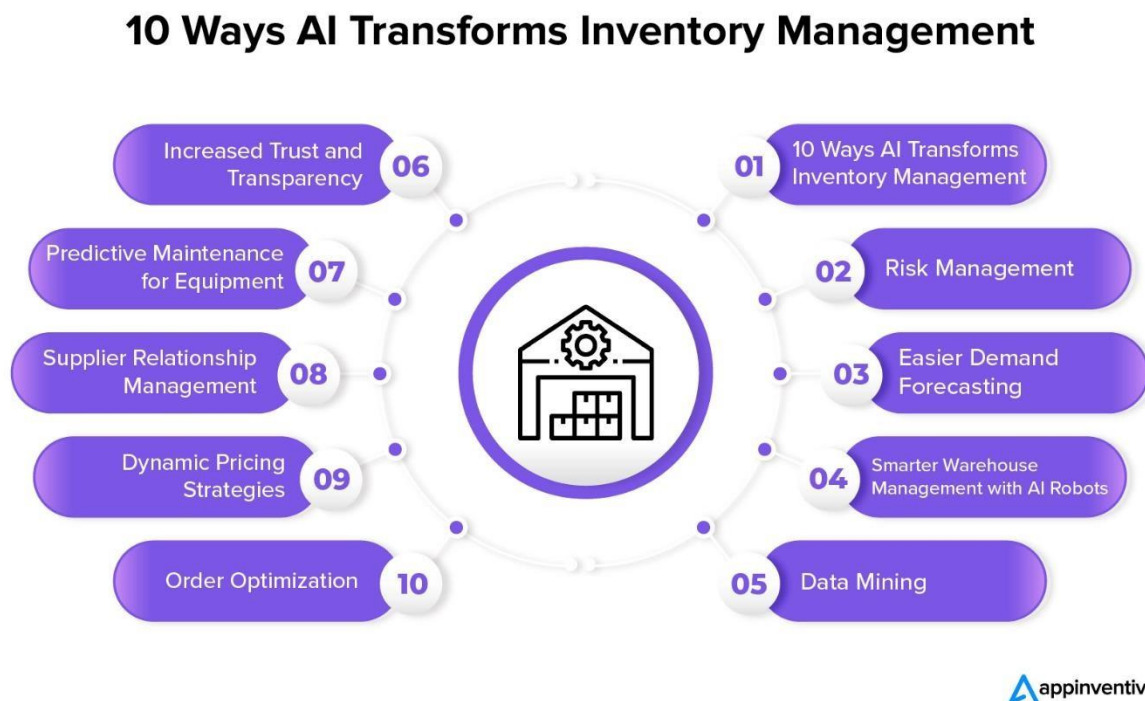 10 Ways AI Transforms Inventory Management
01
10 Ways AI Transforms
Inventory Management
02
Risk Management
03
Easier Demand
Forecasting
04
Smarter Warehouse
Management with AI Robots
05
Data Mining
06
Increased Trust and
Transparency
07
Predictive Maintenance
for Equipment
08
Supplier Relationship
Management
09
Dynamic Pricing
Strategies
10
Order Optimization
appinventiv